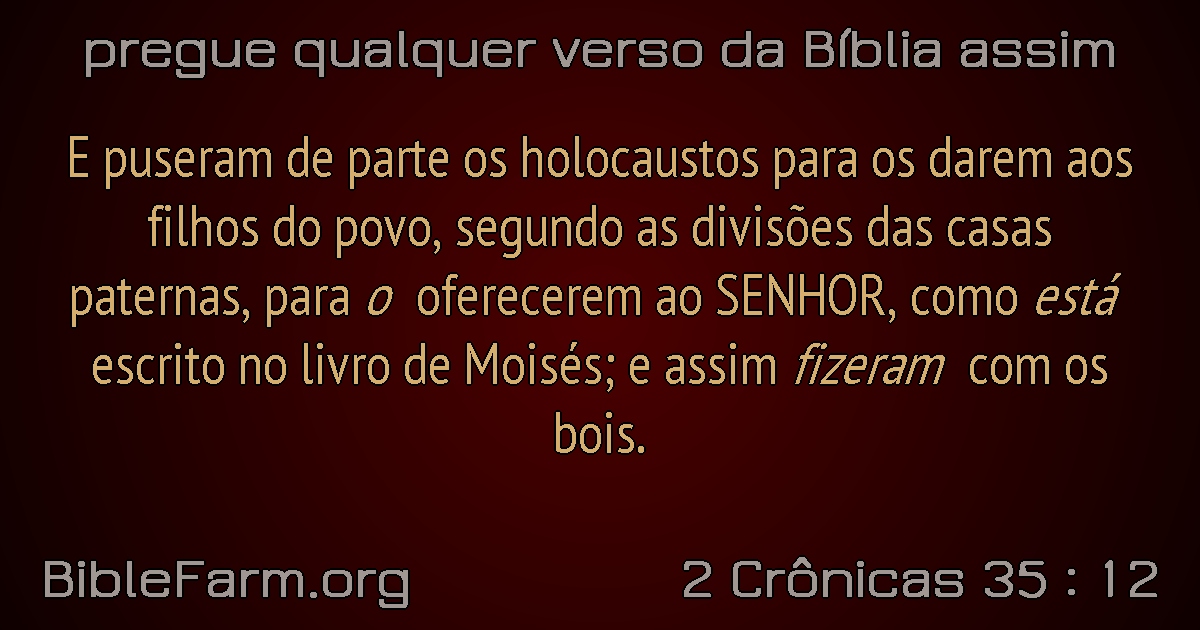 pregue qualquer verso da Bíblia assim
E puseram de parte os holocaustos para os darem aos
filhos do povo, segundo as divisões das casas
paternas, para o oferecerem ao SENHOR, como está
escrito no livro de Moisés; e assim fizeram com os
bois.
BibleFarm.org
2 Crônicas 35 : 12